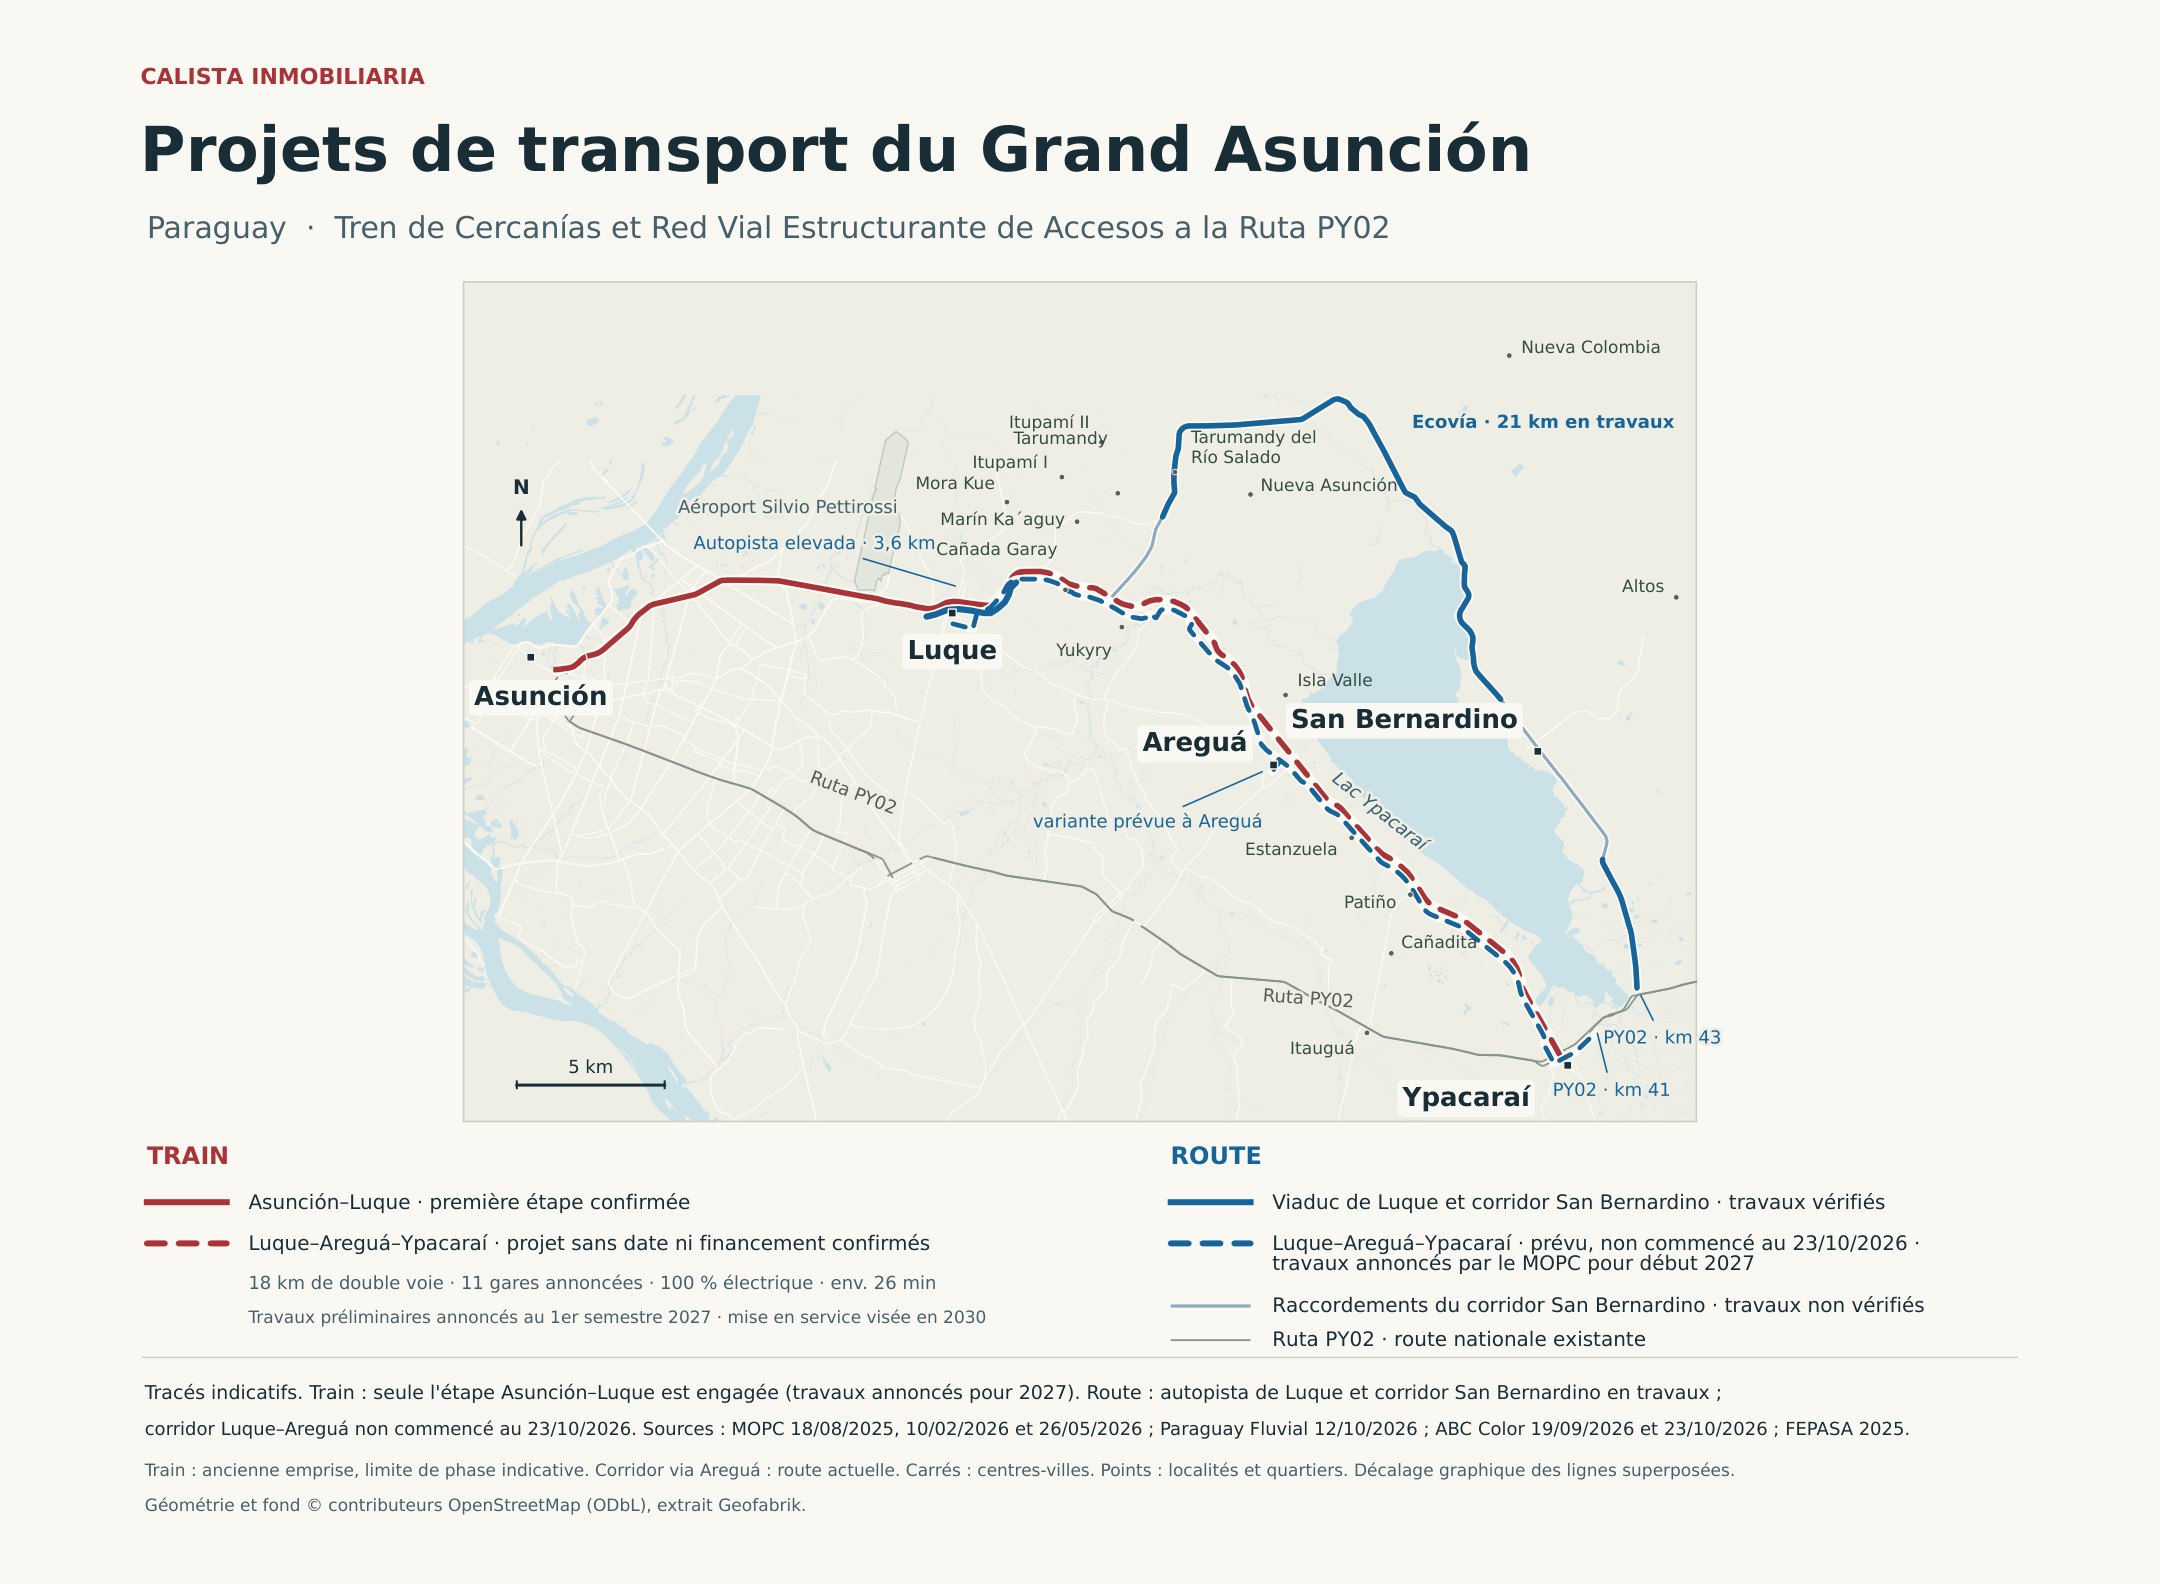 CALISTA INMOBILIARIA
Projets de transport du Grand Asunción
Paraguay · Tren de Cercanías et Red Vial Estructurante de Accesos a la Ruta PY02
Nueva Colombia
Ecovía · 21 km en travaux
Itupamí II
Tarumandy
Tarumandy del
Río Salado
Itupamí I
Mora Kue
Nueva Asunción
N
Aéroport Silvio Pettirossi
Marín Ka´aguy
Autopista elevada · 3,6 km
Cañada Garay
Altos
Luque
Yukyry
Asunción
Isla Valle
San Bernardino
Areguá
Ruta PY02
Lac Ypacaraí
variante prévue à Areguá
Estanzuela
Patiño
Cañadita
Ruta PY02
PY02 · km 43
Itauguá
5 km
PY02 · km 41
Ypacaraí
TRAIN
Asunción–Luque · première étape confirmée
Luque–Areguá–Ypacaraí · projet sans date ni financement confirmés
18 km de double voie · 11 gares annoncées · 100 % électrique · env. 26 min
Travaux préliminaires annoncés au 1er semestre 2027 · mise en service visée en 2030
ROUTE
Viaduc de Luque et corridor San Bernardino · travaux vérifiés
Luque–Areguá–Ypacaraí · prévu, non commencé au 23/10/2026 ·
travaux annoncés par le MOPC pour début 2027
Raccordements du corridor San Bernardino · travaux non vérifiés
Ruta PY02 · route nationale existante
Tracés indicatifs. Train : seule l'étape Asunción–Luque est engagée (travaux annoncés pour 2027). Route : autopista de Luque et corridor San Bernardino en travaux ;
corridor Luque–Areguá non commencé au 23/10/2026. Sources : MOPC 18/08/2025, 10/02/2026 et 26/05/2026 ; Paraguay Fluvial 12/10/2026 ; ABC Color 19/09/2026 et 23/10/2026 ; FEPASA 2025.
Train : ancienne emprise, limite de phase indicative. Corridor via Areguá : route actuelle. Carrés : centres-villes. Points : localités et quartiers. Décalage graphique des lignes superposées.
Géométrie et fond © contributeurs OpenStreetMap (ODbL), extrait Geofabrik.